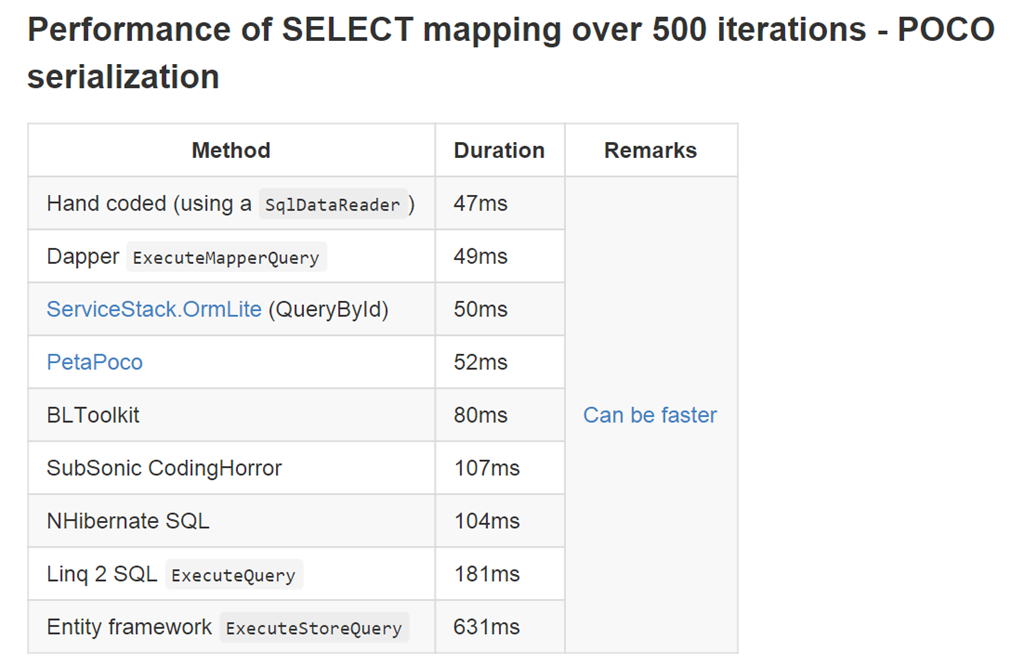 Performance of SELECT mapping over 500 iterations - POCO
serialization
Method Duration Remarks
Hand coded (using a SqlDataReader ) 47ms
Dapper ExecuteMapperQuery 49ms
ServiceStack.OrmLite (QueryById) 50ms
PetaPoco 52ms
BLToolkit 80ms Can be faster
SubSonic CodingHorror 107ms
NHibernate SQL 104ms
Linq 2 SQL ExecuteQuery 181ms
Entity framework ExecuteStoreQuery 631ms